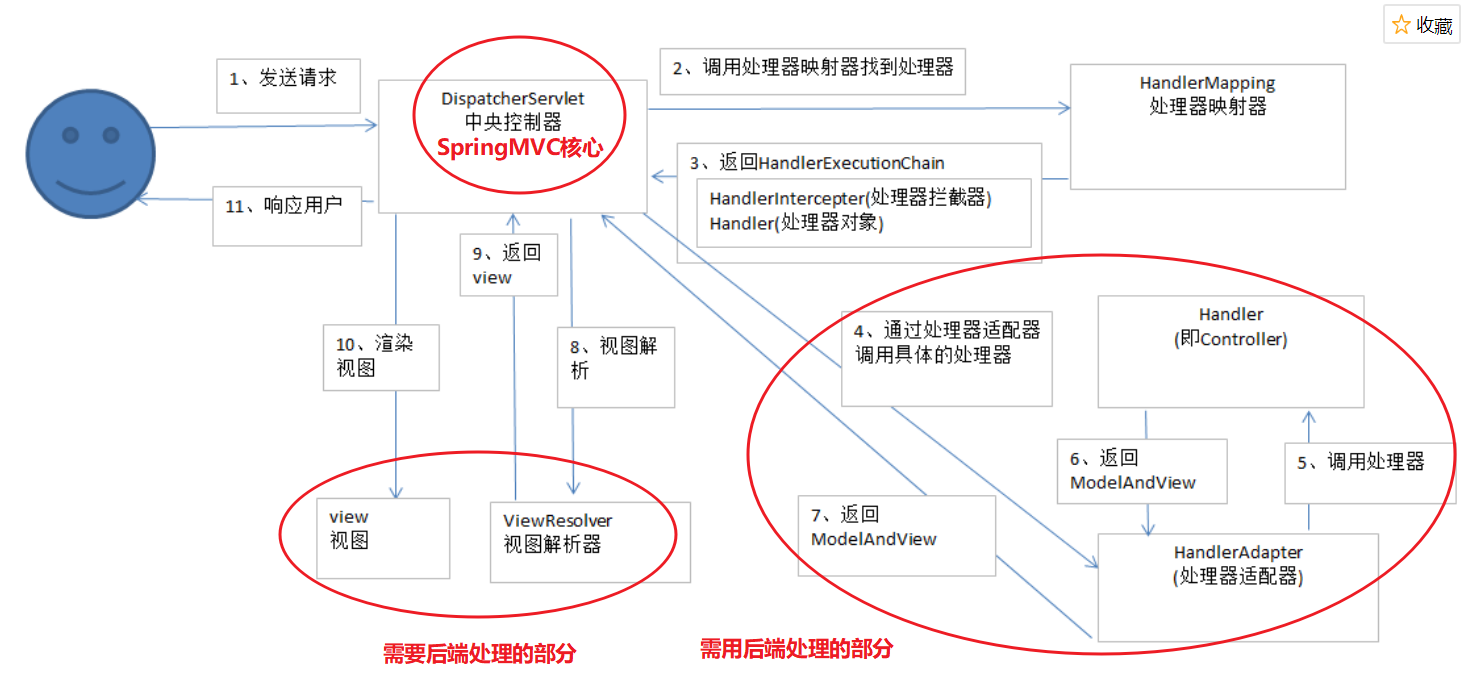 收藏
1、发送请求
2、调用处理器映射器找到处理器
HandlerMapping
处理器映射器
DispatcherServlet
中央控制器
SpringMVC核心
3、返回HandlerExecutionChain
HandlerIntercepter(处理器拦截器)
Handler(处理器对象)
11、响应用户
9、返回
view
10、渲染
视图
8、视图解
析
4、通过处理器适配器
调用具体的处理器
Handler
(即Controller)
6、返回
ModelAndView
5、调用处理器
view
视图
ViewResolver
视图解析器
7、返回
ModelAndView
HandlerAdapter
(处理器适配器)
需要后端处理的部分
需用后端处理的部分